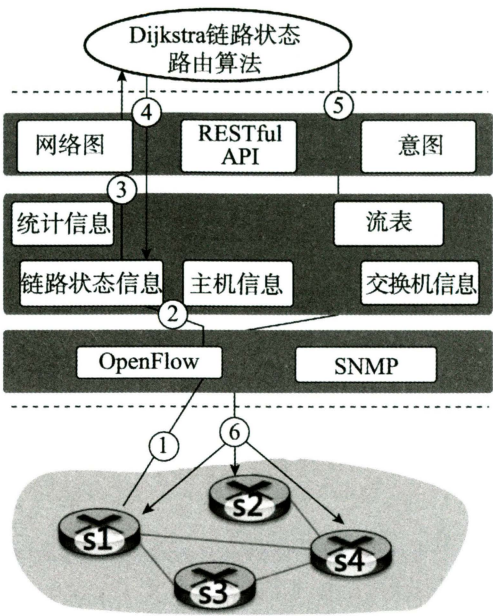 Dijkstra链路状态
路由算法
④
⑤
网络图
RESTful
API
意图
③
统计信息
流表
链路状态信息
主机信息
交换机信息
②
OpenFlow
SNMP
①
⑥
s2
s1
s4
s3